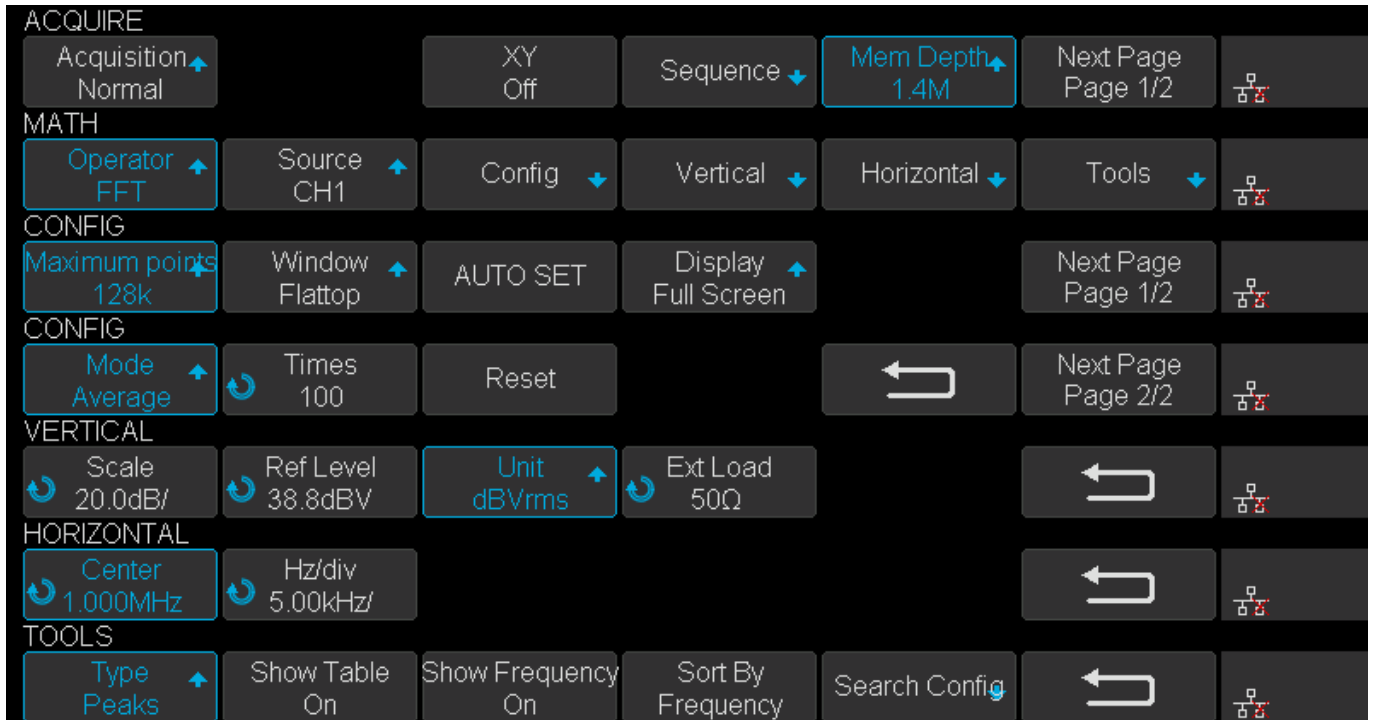 ACQUIRE
Acquisition
Normal
XY
Off
Sequence
Mem Depth
1.4M
Next Page
Page 1/2
MATH
Operator
FFT
Source
CH1
Config
Vertical
Horizontal
Tools
CONFIG
Maximum points
128k
Window
Flattop
AUTO SET
Display
Full Screen
Next Page
Page 1/2
CONFIG
Mode
Average
Times
100
Reset
Next Page
Page 2/2
VERTICAL
Scale
20.0dB/
Ref Level
38.8dBV
Unit
dBVrms
Ext Load
50Ω
HORIZONTAL
Center
1.000MHz
Hz/div
5.00kHz/
TOOLS
Type
Peaks
Show Table
On
Show Frequency
On
Sort By
Frequency
Search Config